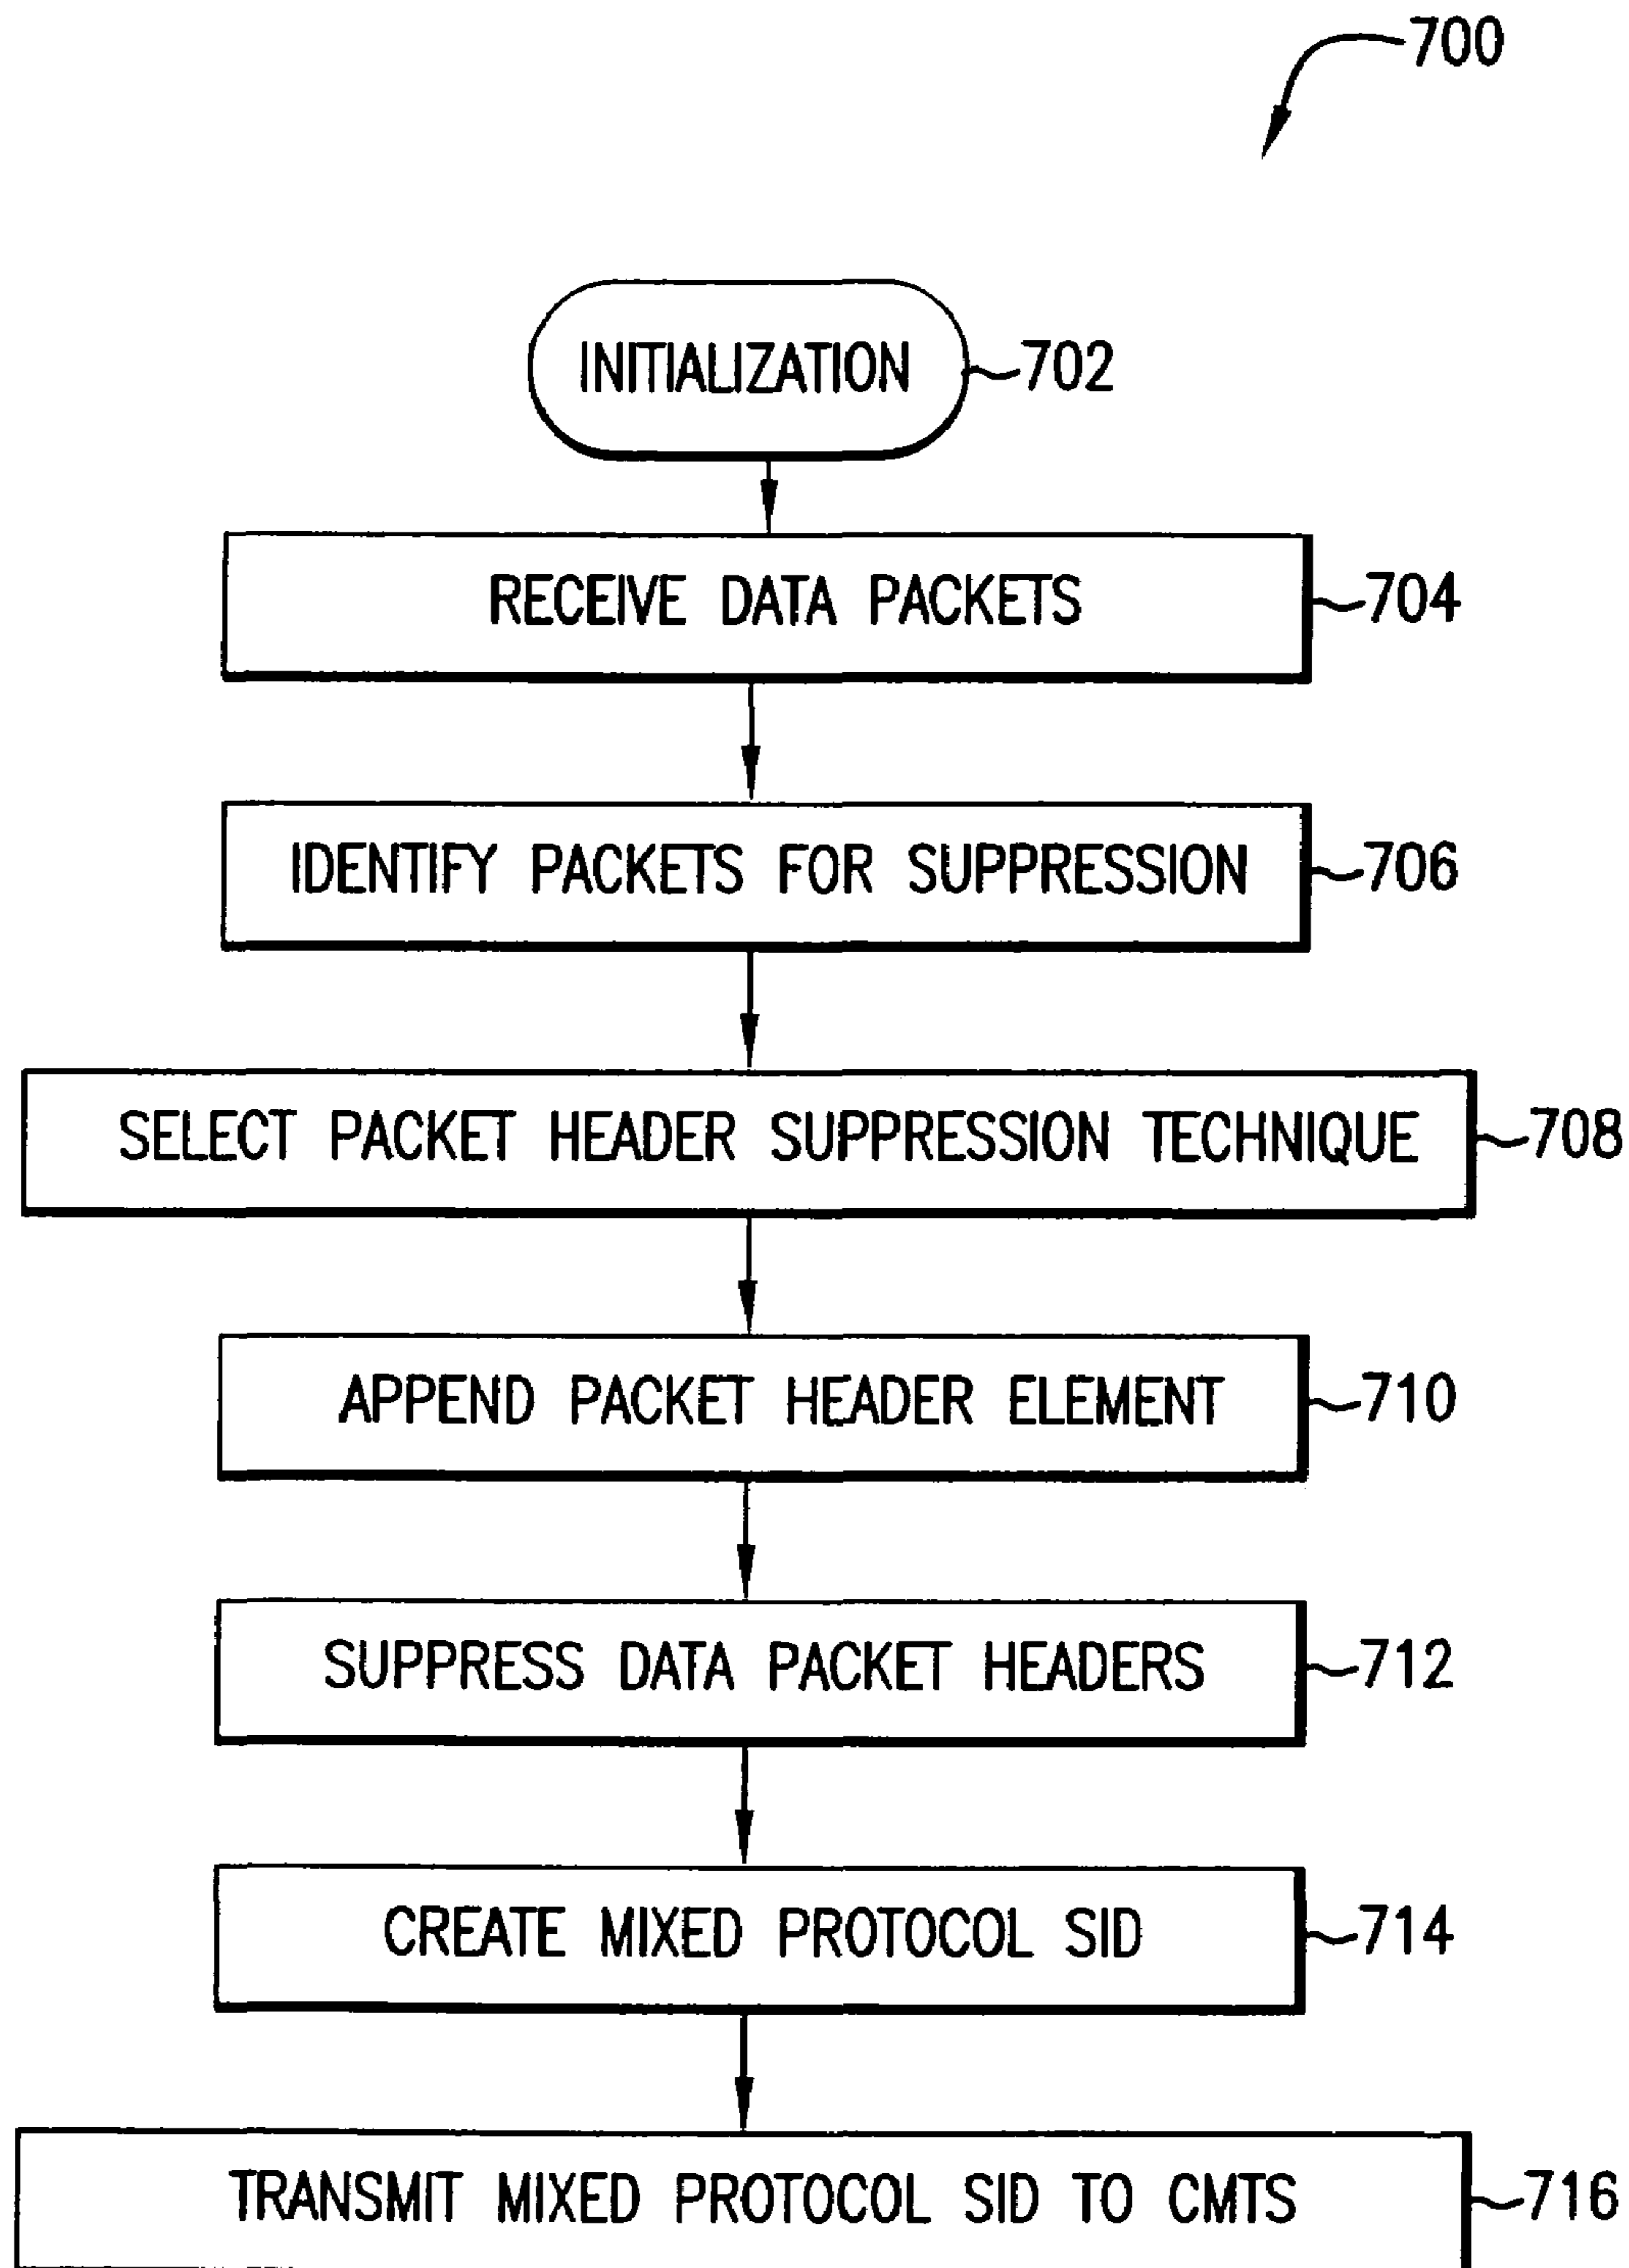 700
INITIALIZATION 702
RECEIVE DATA PACKETS 704
IDENTIFY PACKETS FOR SUPPRESSION 706
SELECT PACKET HEADER SUPPRESSION TECHNIQUE 708
APPEND PACKET HEADER ELEMENT 710
SUPPRESS DATA PACKET HEADERS 712
CREATE MIXED PROTOCOL SID 714
TRANSMIT MIXED PROTOCOL SID TO CMTS 716